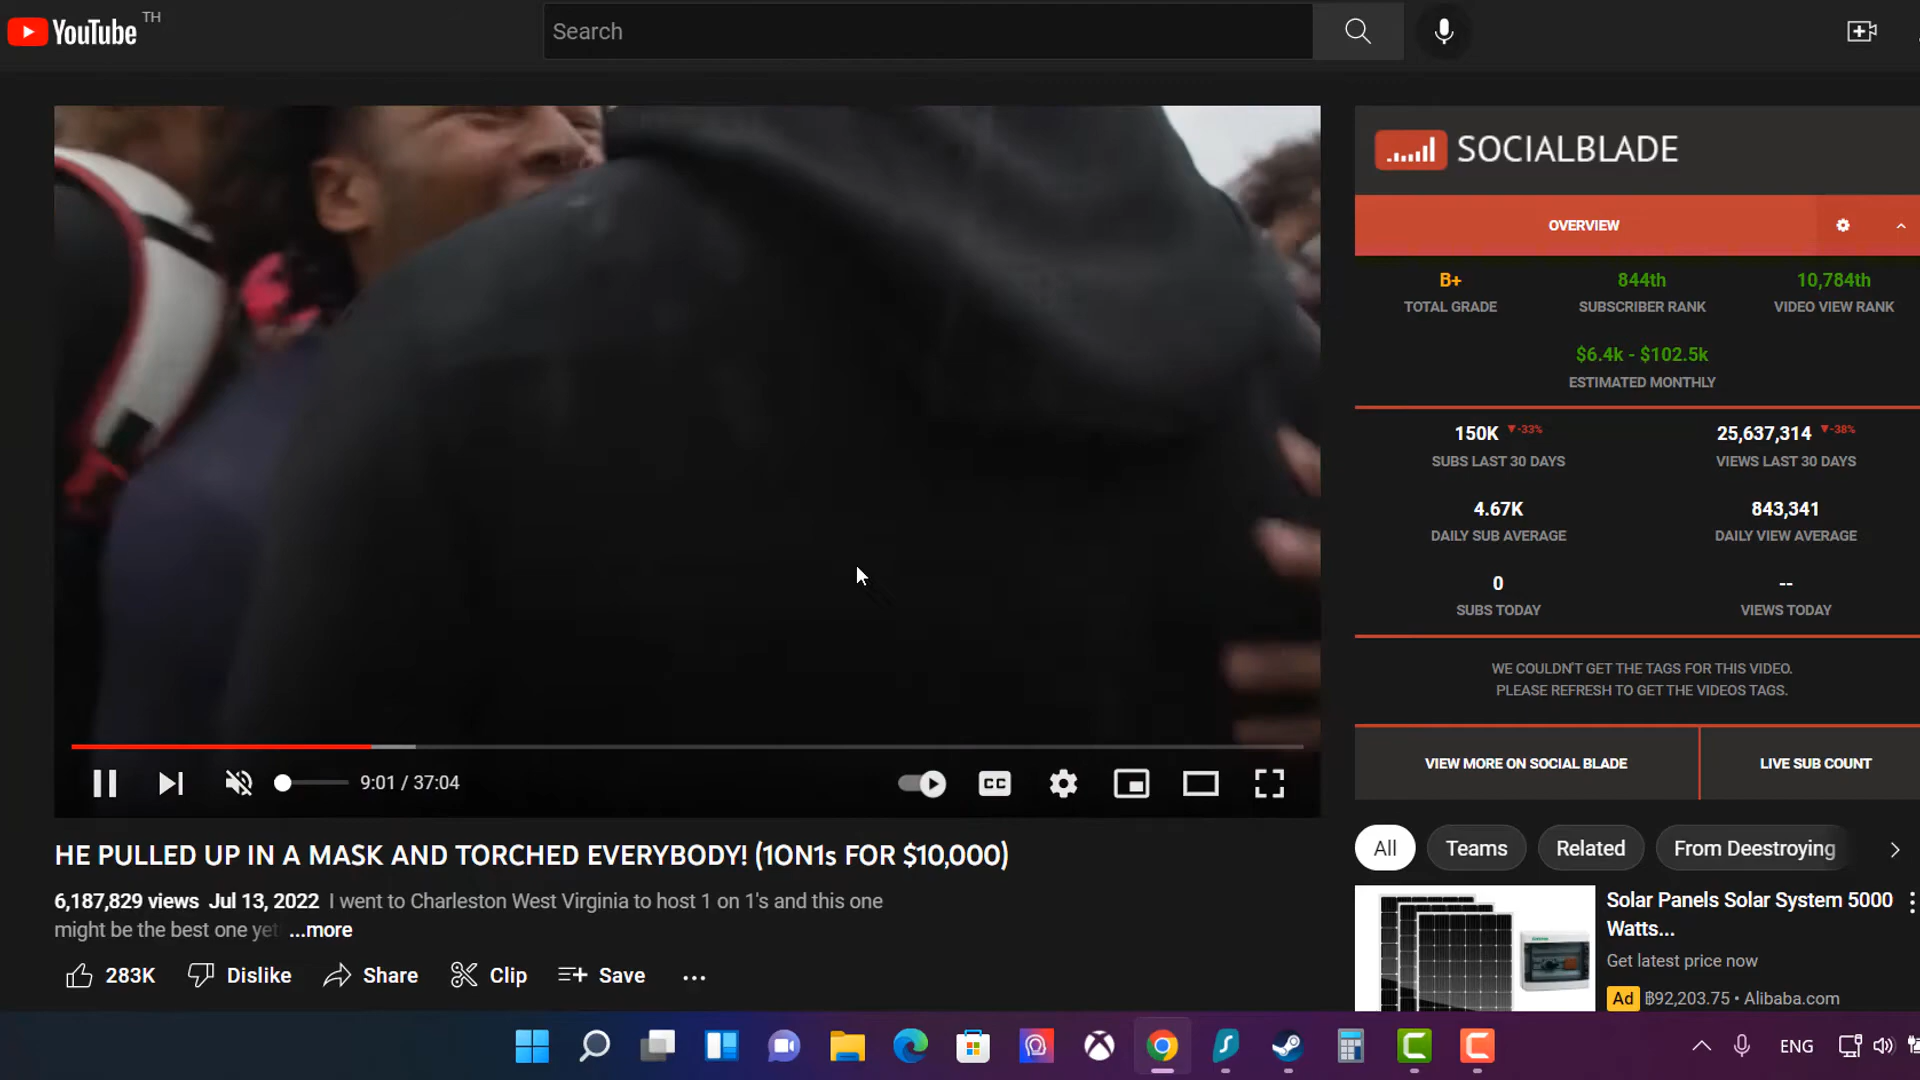 YouTube TH
Search
SOCIALBLADE
OVERVIEW
B+ 844th 10,784th
TOTAL GRADE SUBSCRIBER RANK VIDEO VIEW RANK
$6.4k - $102.5k
ESTIMATED MONTHLY
150K ▼-33% 25,637,314 ▼-38%
SUBS LAST 30 DAYS VIEWS LAST 30 DAYS
4.67K 843,341
DAILY SUB AVERAGE DAILY VIEW AVERAGE
0 --
SUBS TODAY VIEWS TODAY
WE COULDN'T GET THE TAGS FOR THIS VIDEO.
PLEASE REFRESH TO GET THE VIDEOS TAGS.
VIEW MORE ON SOCIAL BLADE LIVE SUB COUNT
9:01 / 37:04
CC
HE PULLED UP IN A MASK AND TORCHED EVERYBODY! (1ON1s FOR $10,000)
6,187,829 views Jul 13, 2022 I went to Charleston West Virginia to host 1 on 1's and this one
might be the best one yet ...more
283K Dislike Share Clip Save
All Teams Related From Deestroying
Solar Panels Solar System 5000
Watts...
Get latest price now
Ad ฿92,203.75 • Alibaba.com
ENG